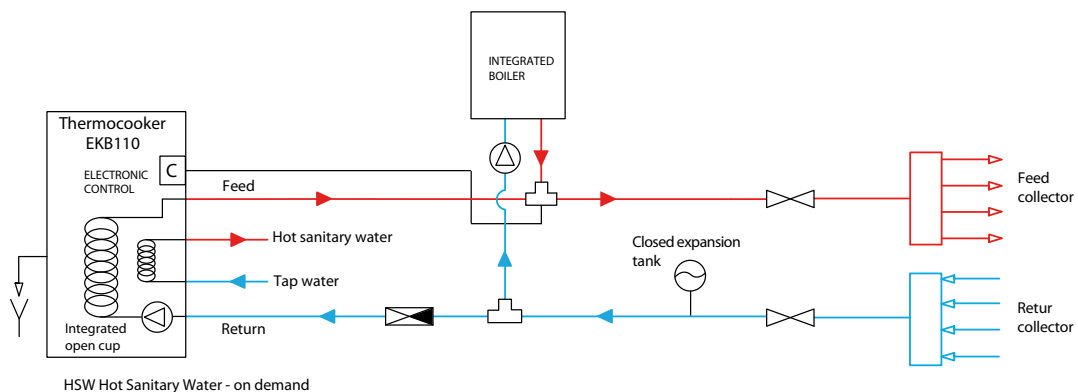 INTEGRATED
BOILER
Thermocooker
EKB110
ELECTRONIC
CONTROL
C
Feed
Hot sanitary water
Tap water
Return
Integrated
open cup
Closed expansion
tank
Feed
collector
Retur
collector
HSW Hot Sanitary Water - on demand